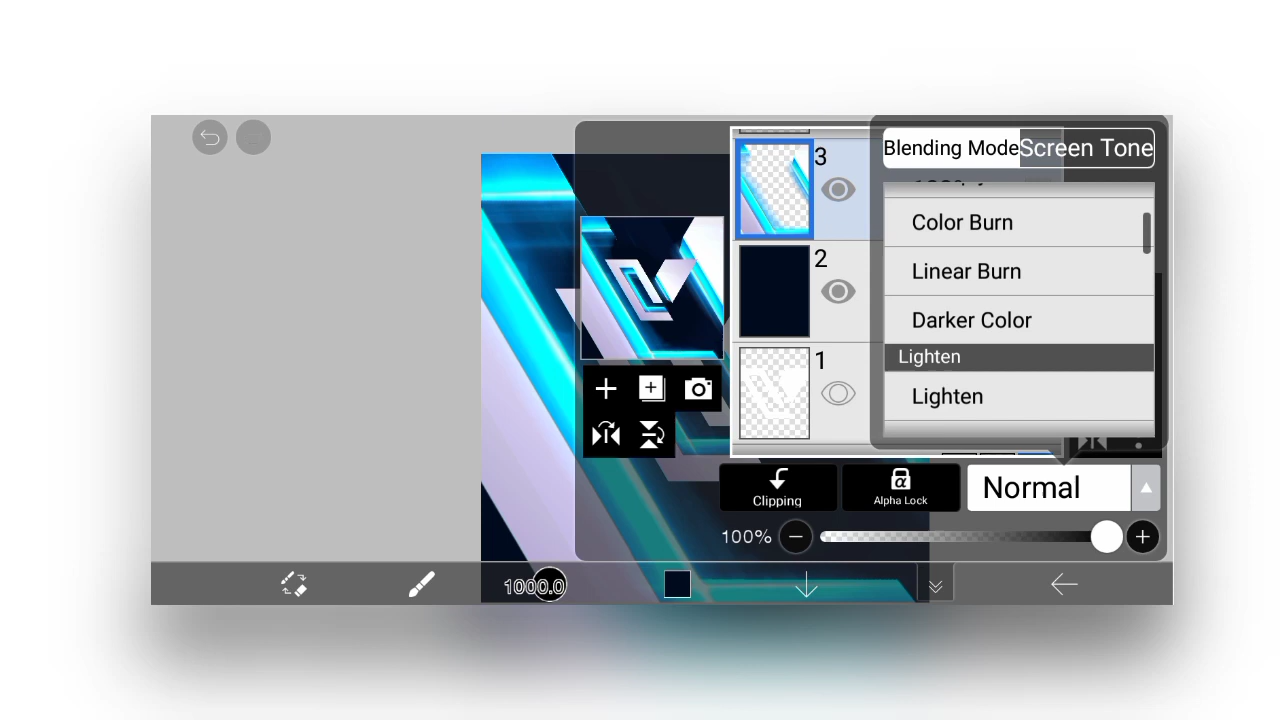 Blending Mode
Screen Tone
3
Color Burn
2
Linear Burn
Darker Color
Lighten
1
Lighten
Clipping
α
Alpha Lock
Normal
100%
1000.0